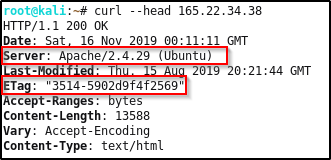 root@kali:~# curl --head 165.22.34.38
HTTP/1.1 200 OK
Date: Sat, 16 Nov 2019 00:11:11 GMT
Server: Apache/2.4.29 (Ubuntu)
Last-Modified: Thu, 15 Aug 2019 20:21:44 GMT
ETag: "3514-5902d9f4f2569"
Accept-Ranges: bytes
Content-Length: 13588
Vary: Accept-Encoding
Content-Type: text/html